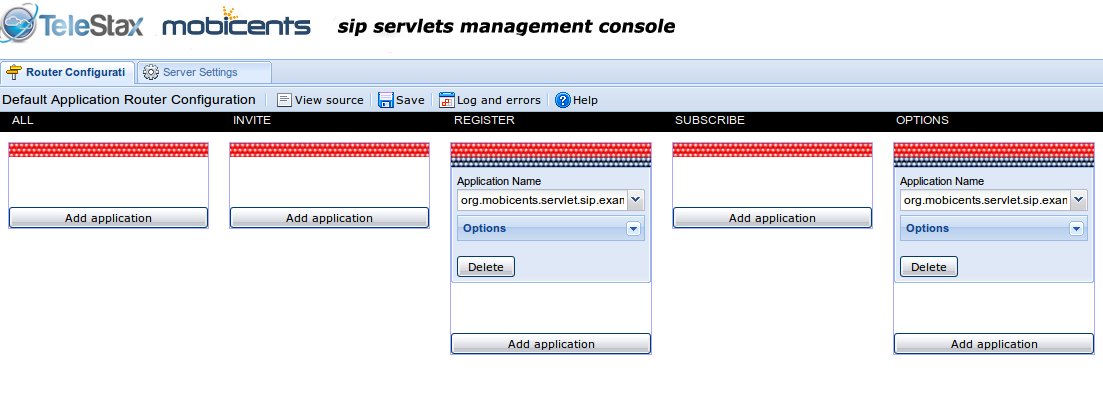 TeleStax mobicents sip servlets management console
Router Configurati Server Settings
Default Application Router Configuration View source Save Log and errors Help
ALL INVITE REGISTER SUBSCRIBE OPTIONS
Application Name Application Name
org.mobicents.servlet.sip.exan org.mobicents.servlet.sip.exan
Add application Add application Add application
Options Options
Delete Delete
Add application Add application